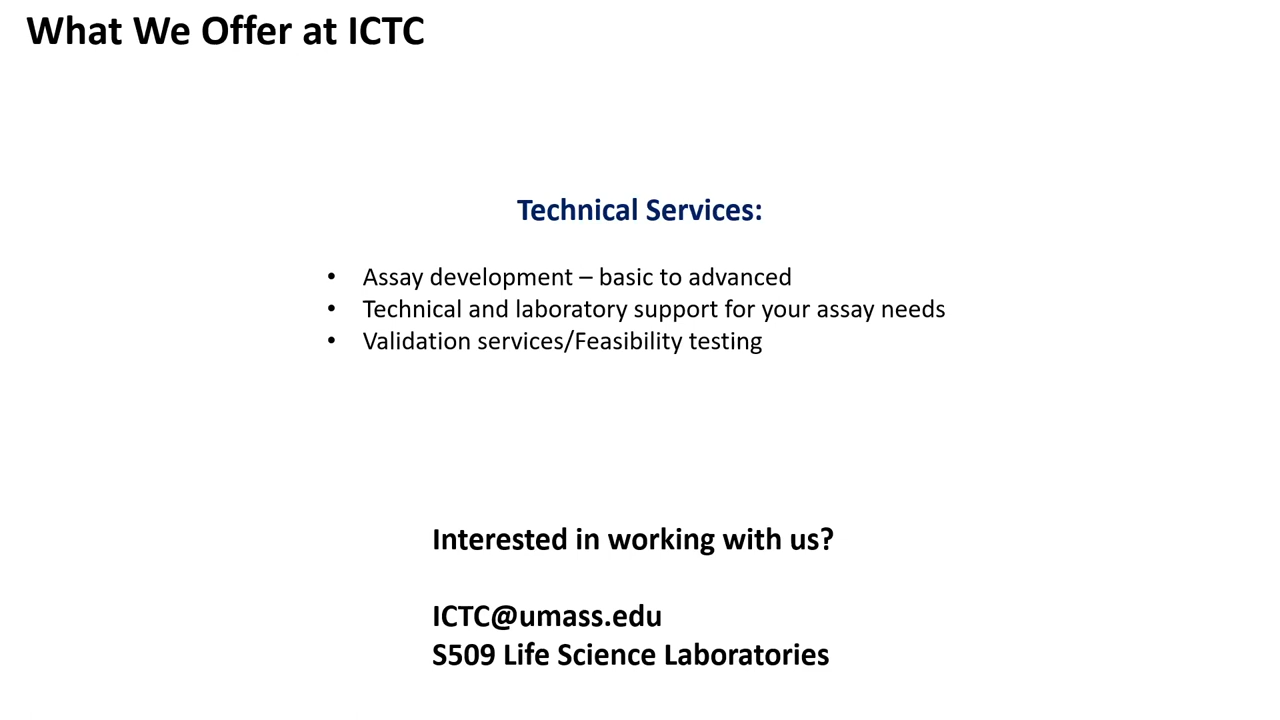 What We Offer at ICTC
Technical Services:
• Assay development – basic to advanced
• Technical and laboratory support for your assay needs
• Validation services/Feasibility testing
Interested in working with us?
ICTC@umass.edu
S509 Life Science Laboratories